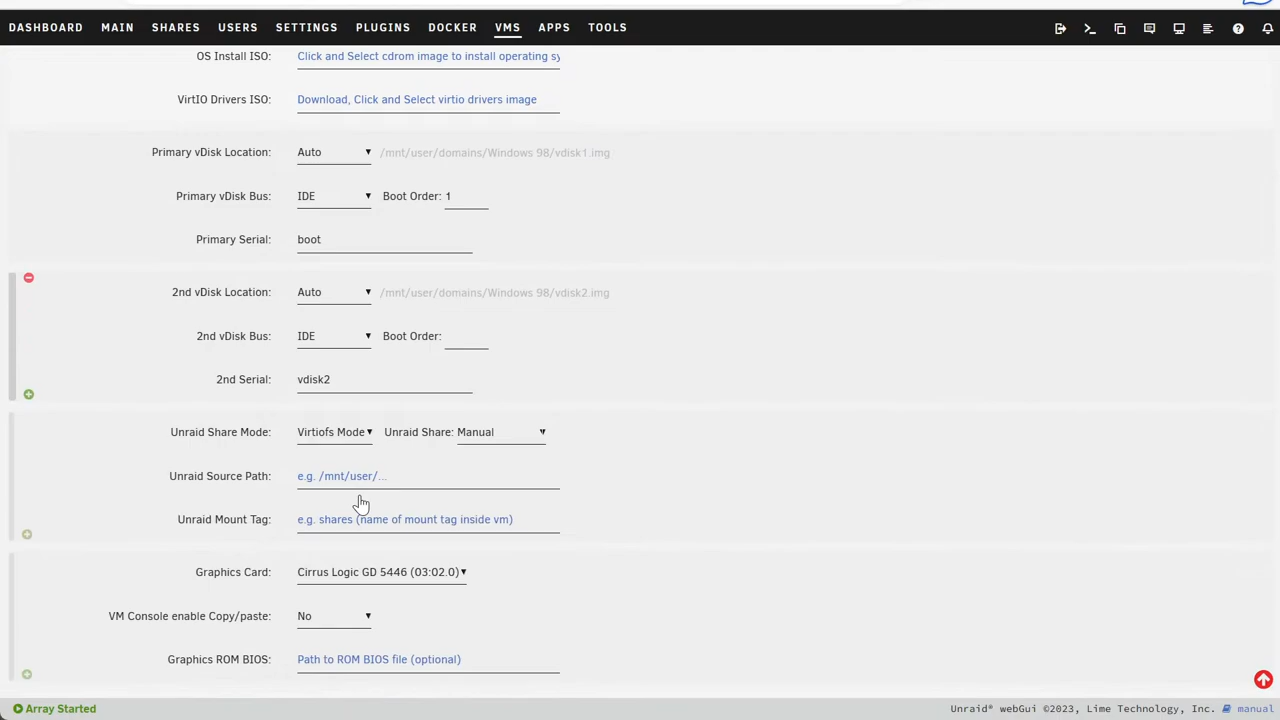 DASHBOARD MAIN SHARES USERS SETTINGS PLUGINS DOCKER VMS APPS TOOLS
OS Install ISO: Click and Select cdrom image to install operating sy
VirtIO Drivers ISO: Download, Click and Select virtio drivers image
Primary vDisk Location: Auto /mnt/user/domains/Windows 98/vdisk1.img
Primary vDisk Bus: IDE Boot Order: 1
Primary Serial: boot
2nd vDisk Location: Auto /mnt/user/domains/Windows 98/vdisk2.img
2nd vDisk Bus: IDE Boot Order:
2nd Serial: vdisk2
Unraid Share Mode: Virtiofs Mode Unraid Share: Manual
Unraid Source Path: e.g. /mnt/user/...
Unraid Mount Tag: e.g. shares (name of mount tag inside vm)
Graphics Card: Cirrus Logic GD 5446 (03:02.0)
VM Console enable Copy/paste: No
Graphics ROM BIOS: Path to ROM BIOS file (optional)
Array Started Unraid® webGui ©2023, Lime Technology, Inc. manual